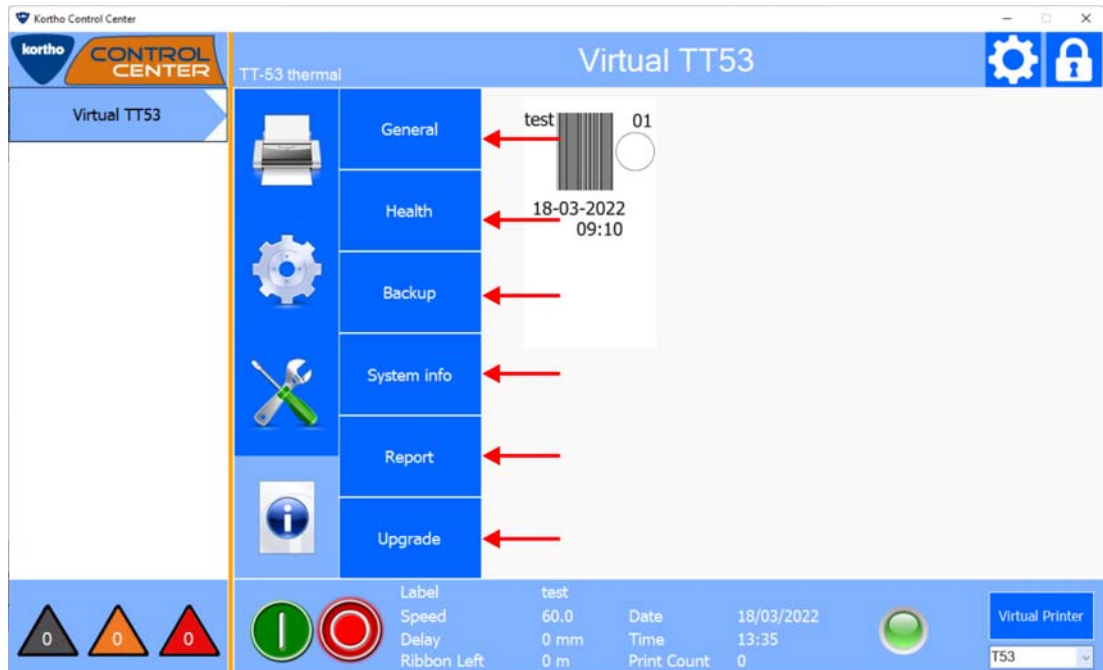 Kortho Control Center
kortho
CONTROL
CENTER
TT-53 thermal
Virtual TT53
Virtual TT53
General
Health
Backup
System info
Report
Upgrade
test 01
18-03-2022
09:10
0 0 0
Label test
Speed 60.0 Date 18/03/2022
Delay 0 mm Time 13:35
Ribbon Left 0 m Print Count 0
Virtual Printer
T53